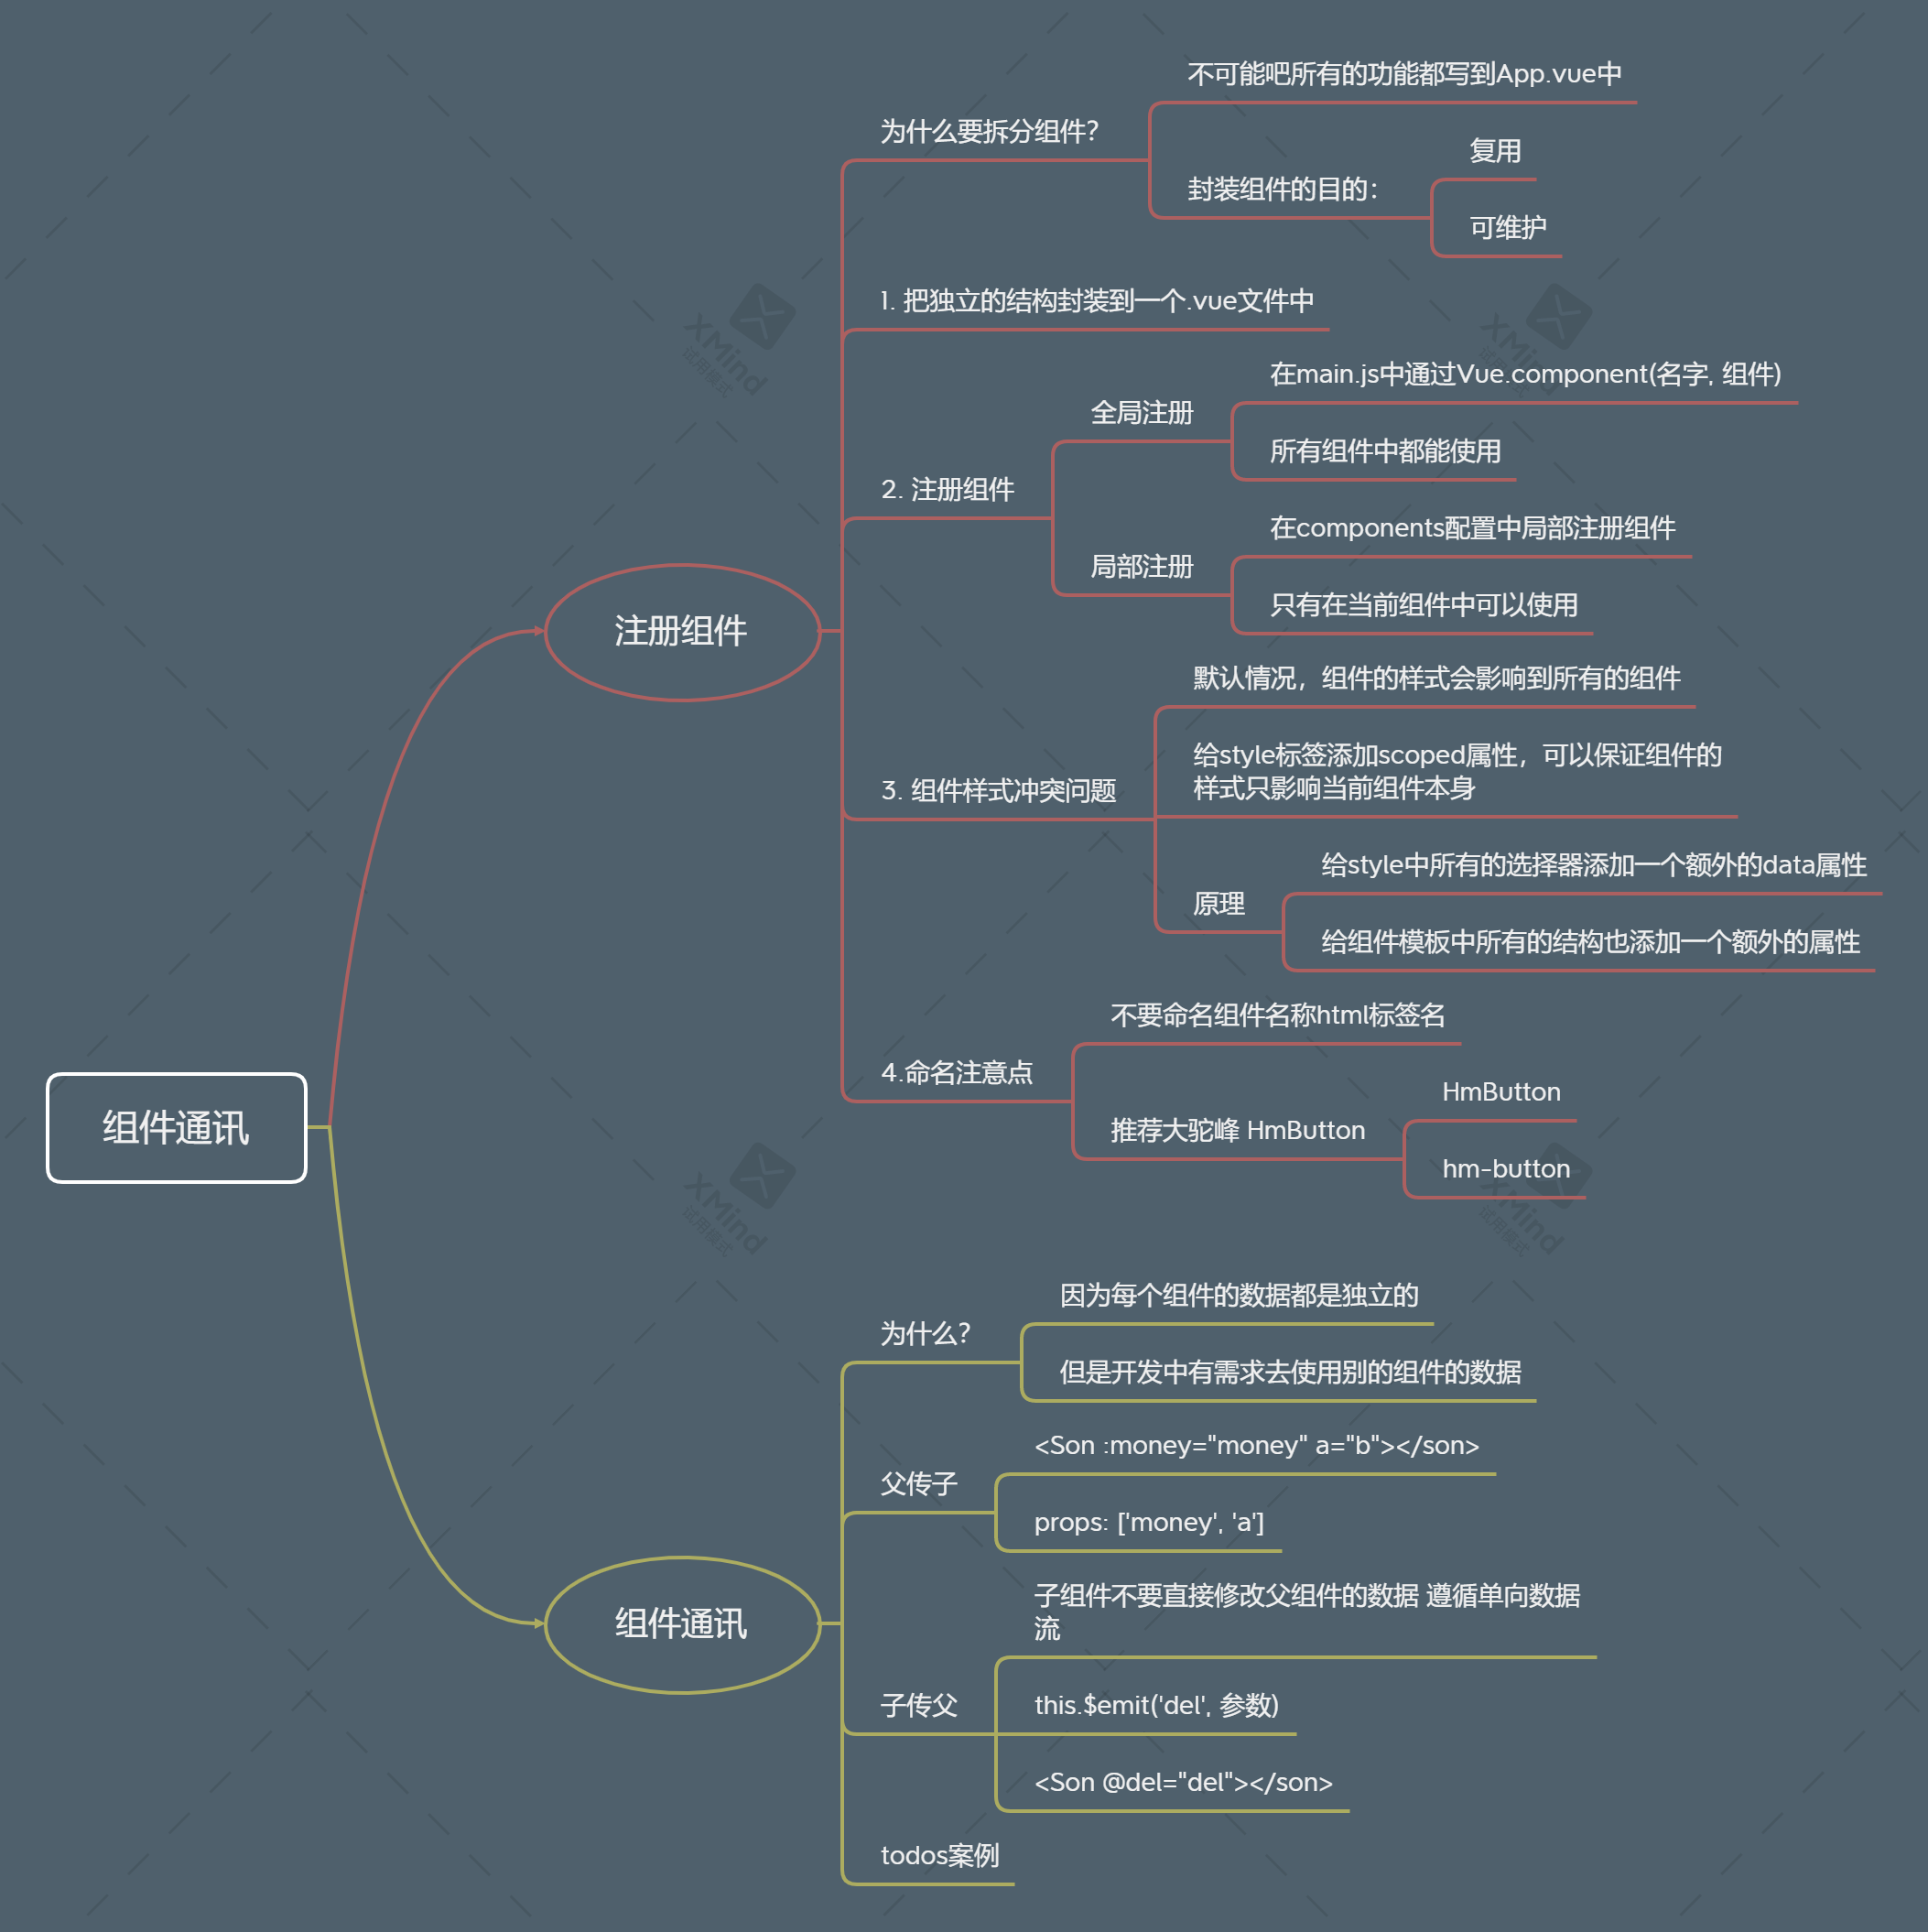 不可能吧所有的功能都写到App.vue中
为什么要拆分组件？
复用
封装组件的目的：
可维护
1. 把独立的结构封装到一个.vue文件中
在main.js中通过Vue.component(名字, 组件)
全局注册
所有组件中都能使用
2. 注册组件
在components配置中局部注册组件
局部注册
只有在当前组件中可以使用
注册组件
默认情况，组件的样式会影响到所有的组件
给style标签添加scoped属性，可以保证组件的
样式只影响当前组件本身
3. 组件样式冲突问题
给style中所有的选择器添加一个额外的data属性
原理
给组件模板中所有的结构也添加一个额外的属性
不要命名组件名称html标签名
4.命名注意点
HmButton
推荐大驼峰 HmButton
hm-button
组件通讯
因为每个组件的数据都是独立的
为什么？
但是开发中有需求去使用别的组件的数据
<Son :money="money" a="b"></son>
父传子
props: ['money', 'a']
子组件不要直接修改父组件的数据 遵循单向数据
流
组件通讯
子传父
this.$emit('del', 参数)
<Son @del="del"></son>
todos案例
XMind
试用模式
XMind
试用模式
XMind
试用模式
XMind
试用模式